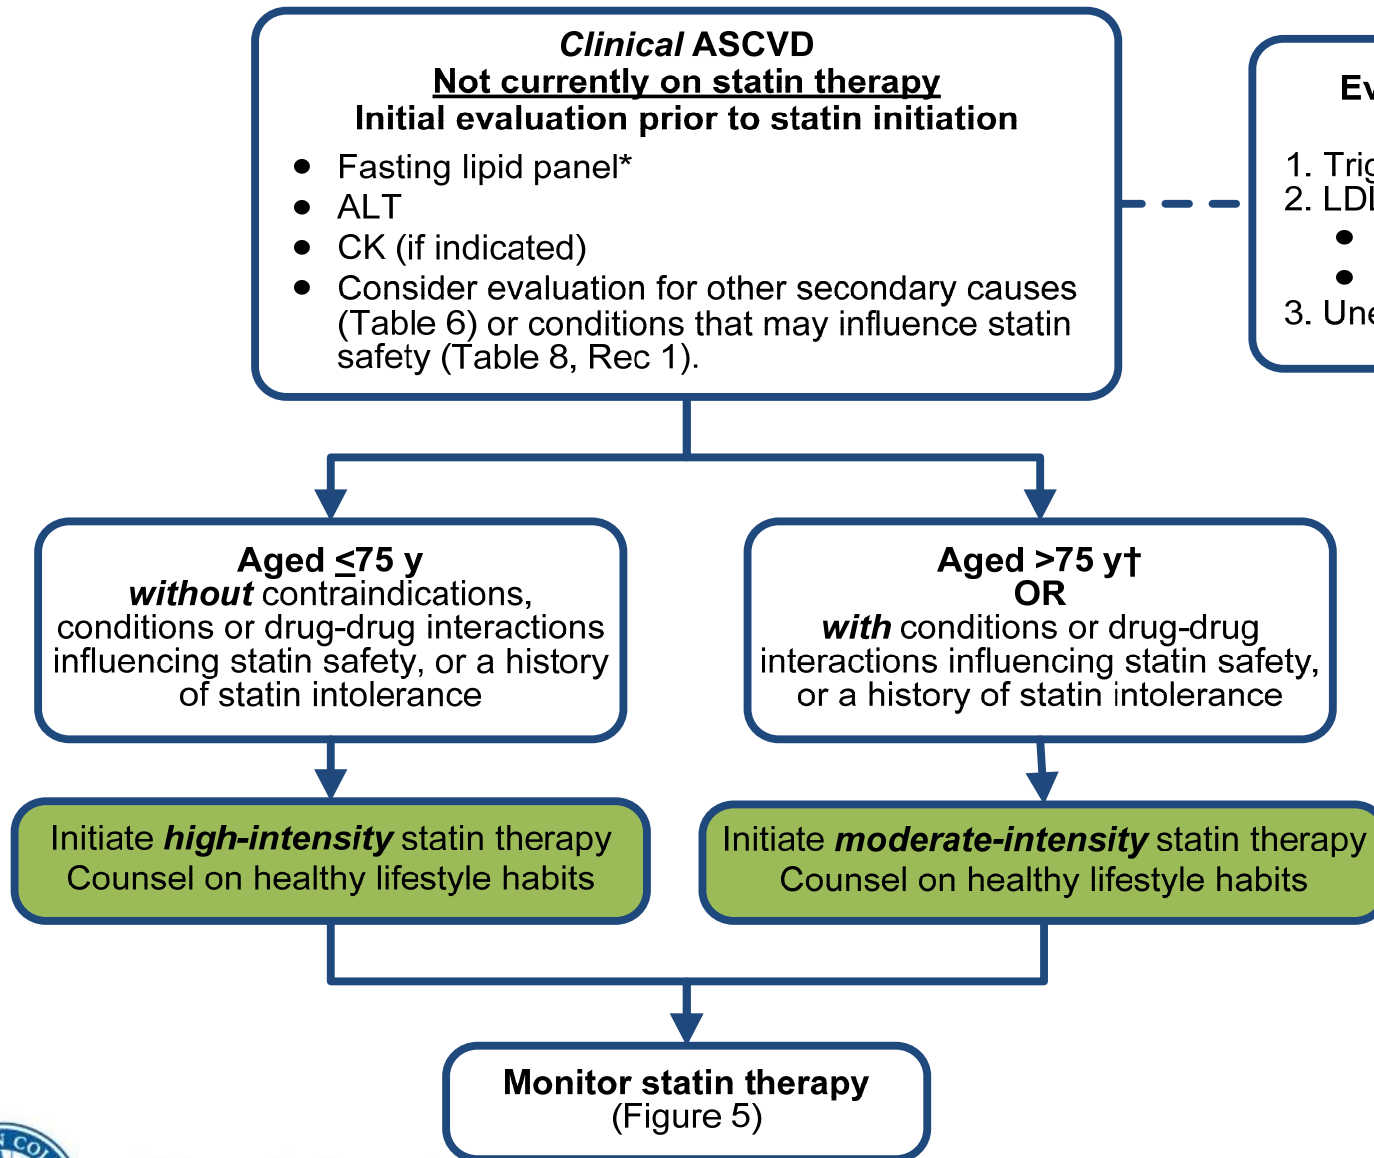 Clinical ASCVD
Not currently on statin therapy
Initial evaluation prior to statin initiation
● Fasting lipid panel*
● ALT
● CK (if indicated)
● Consider evaluation for other secondary causes
(Table 6) or conditions that may influence statin
safety (Table 8, Rec 1).
Ev
1. Trig
2. LDL
●
●
3. Une
Aged ≤75 y
without contraindications,
conditions or drug-drug interactions
influencing statin safety, or a history
of statin intolerance
Aged >75 y†
OR
with conditions or drug-drug
interactions influencing statin safety,
or a history of statin intolerance
Initiate high-intensity statin therapy
Counsel on healthy lifestyle habits
Initiate moderate-intensity statin therapy
Counsel on healthy lifestyle habits
Monitor statin therapy
(Figure 5)